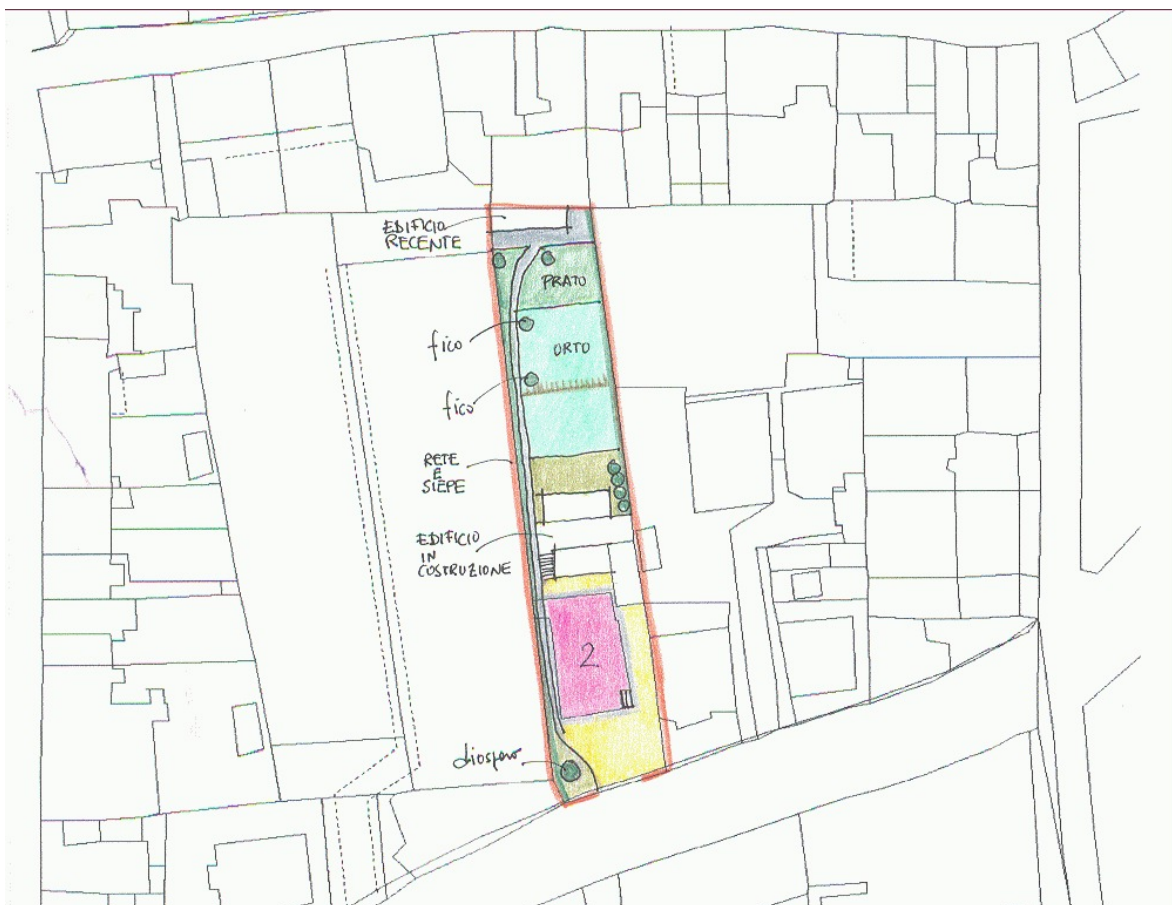 EDIFICIO
RECENTE
PRATO
fico
ORTO
fico
RETE
E
SIEPE
EDIFICIO
IN
COSTRUZIONE
2
diospero